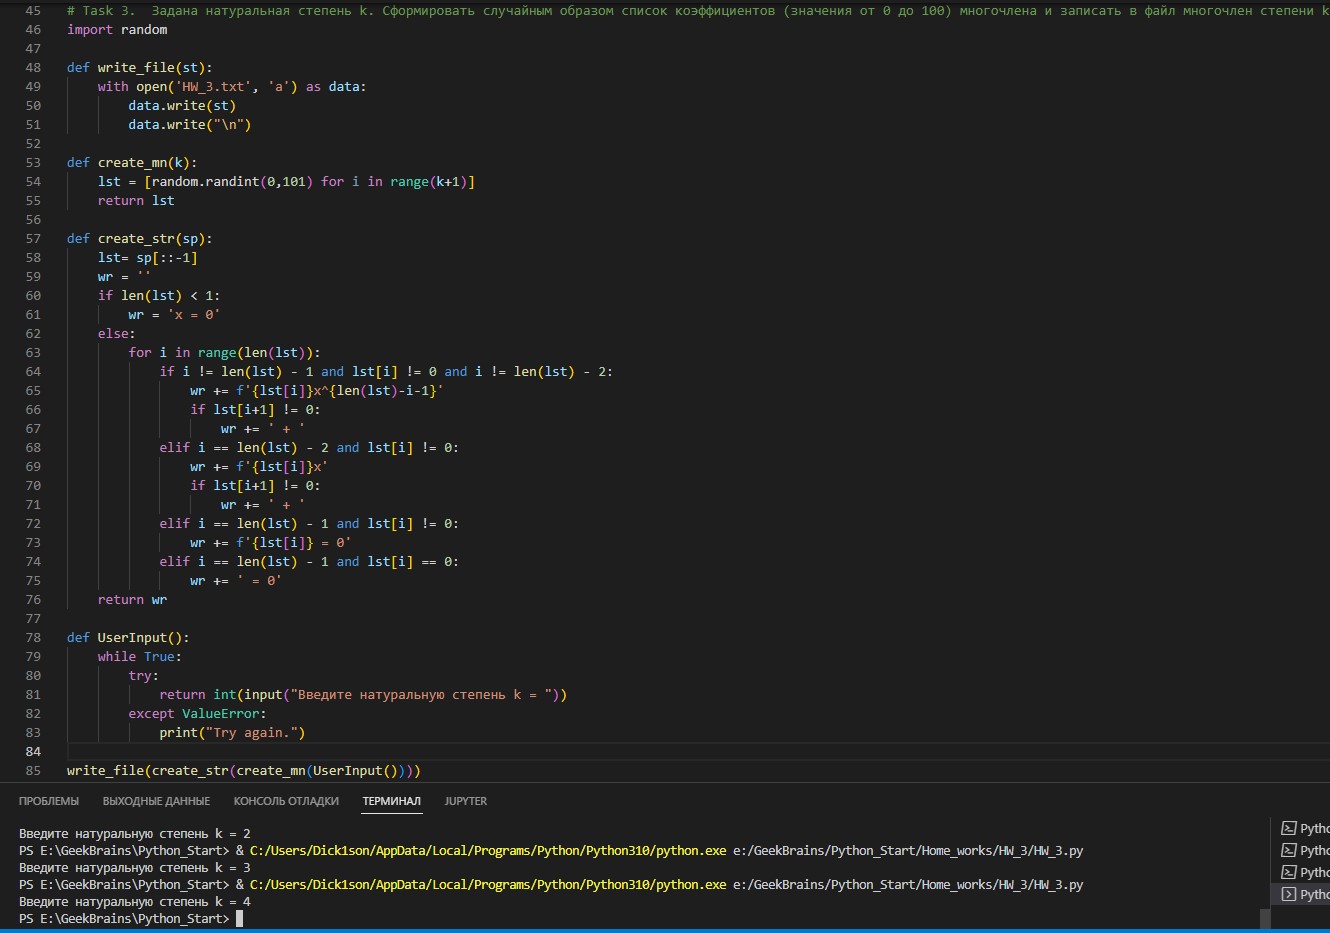 45 # Task 3.  Задана натуральная степень k. Сформировать случайным образом список коэффициентов (значения от 0 до 100) многочлена и записать в файл многочлен степени k
46 import random
47
48 def write_file(st):
49     with open('HW_3.txt', 'a') as data:
50         data.write(st)
51         data.write("\n")
52
53 def create_mn(k):
54     lst = [random.randint(0,101) for i in range(k+1)]
55     return lst
56
57 def create_str(sp):
58     lst= sp[::-1]
59     wr = ''
60     if len(lst) < 1:
61         wr = 'x = 0'
62     else:
63         for i in range(len(lst)):
64             if i != len(lst) - 1 and lst[i] != 0 and i != len(lst) - 2:
65                 wr += f'{lst[i]}x^{len(lst)-i-1}'
66                 if lst[i+1] != 0:
67                     wr += ' + '
68             elif i == len(lst) - 2 and lst[i] != 0:
69                 wr += f'{lst[i]}x'
70                 if lst[i+1] != 0:
71                     wr += ' + '
72             elif i == len(lst) - 1 and lst[i] != 0:
73                 wr += f'{lst[i]} = 0'
74             elif i == len(lst) - 1 and lst[i] == 0:
75                 wr += ' = 0'
76     return wr
77
78 def UserInput():
79     while True:
80         try:
81             return int(input("Введите натуральную степень k = "))
82         except ValueError:
83             print("Try again.")
84
85 write_file(create_str(create_mn(UserInput())))
ПРОБЛЕМЫ ВЫХОДНЫЕ ДАННЫЕ КОНСОЛЬ ОТЛАДКИ ТЕРМИНАЛ JUPYTER
Введите натуральную степень k = 2
PS E:\GeekBrains\Python_Start> & C:/Users/Dick1son/AppData/Local/Programs/Python/Python310/python.exe e:/GeekBrains/Python_Start/Home_works/HW_3/HW_3.py
Введите натуральную степень k = 3
PS E:\GeekBrains\Python_Start> & C:/Users/Dick1son/AppData/Local/Programs/Python/Python310/python.exe e:/GeekBrains/Python_Start/Home_works/HW_3/HW_3.py
Введите натуральную степень k = 4
PS E:\GeekBrains\Python_Start>
Pytho
Pytho
Pytho
Pytho